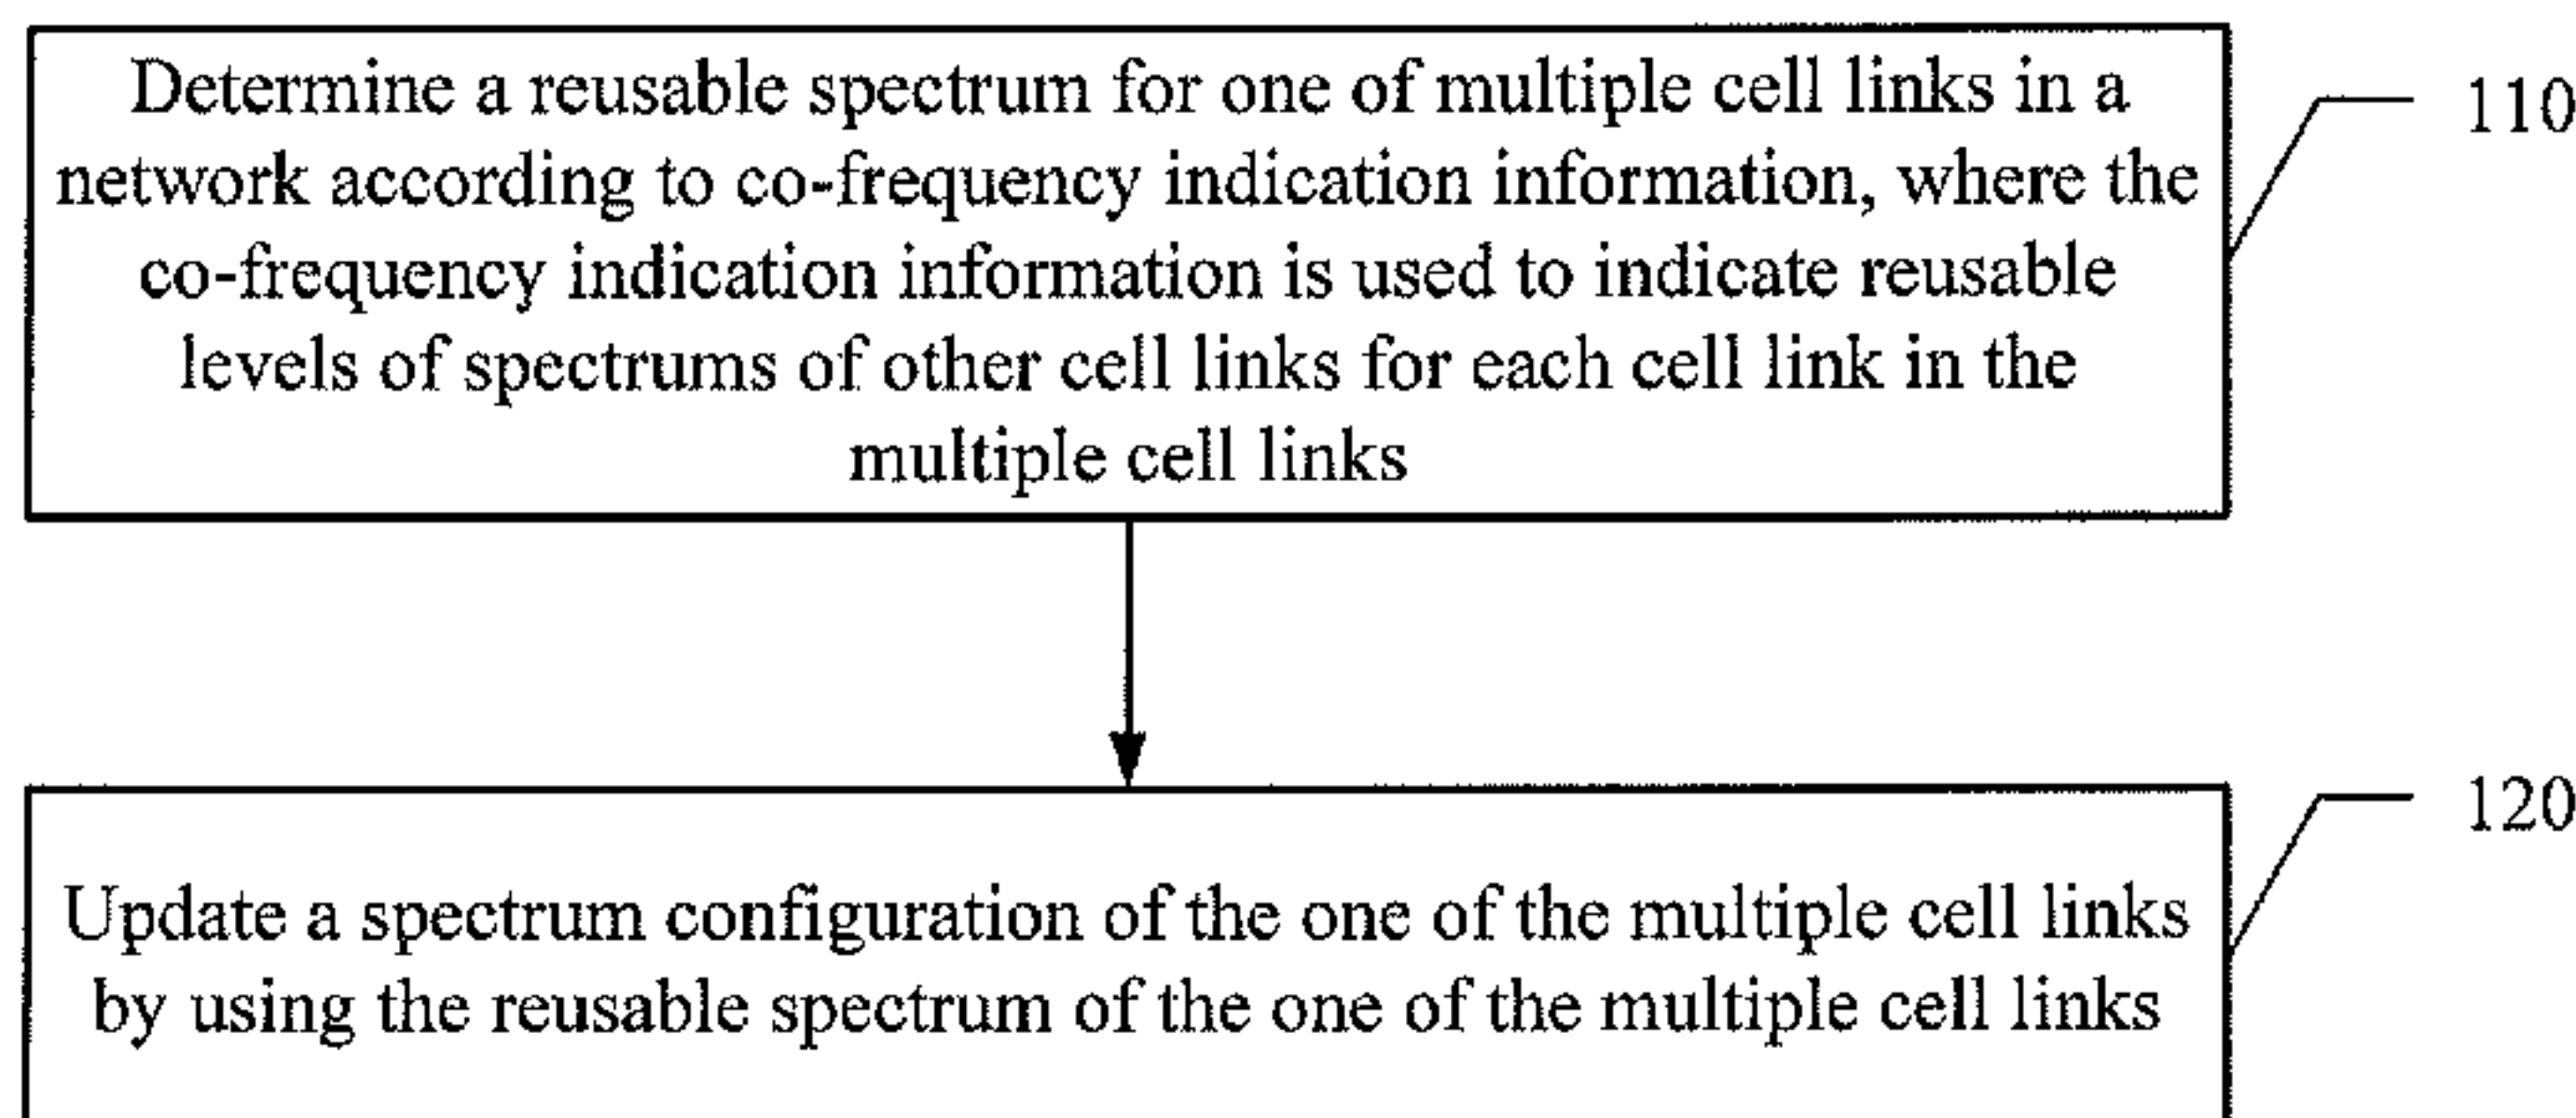 Determine a reusable spectrum for one of multiple cell links in a
network according to co-frequency indication information, where the
co-frequency indication information is used to indicate reusable
levels of spectrums of other cell links for each cell link in the
multiple cell links
110
Update a spectrum configuration of the one of the multiple cell links
by using the reusable spectrum of the one of the multiple cell links
120